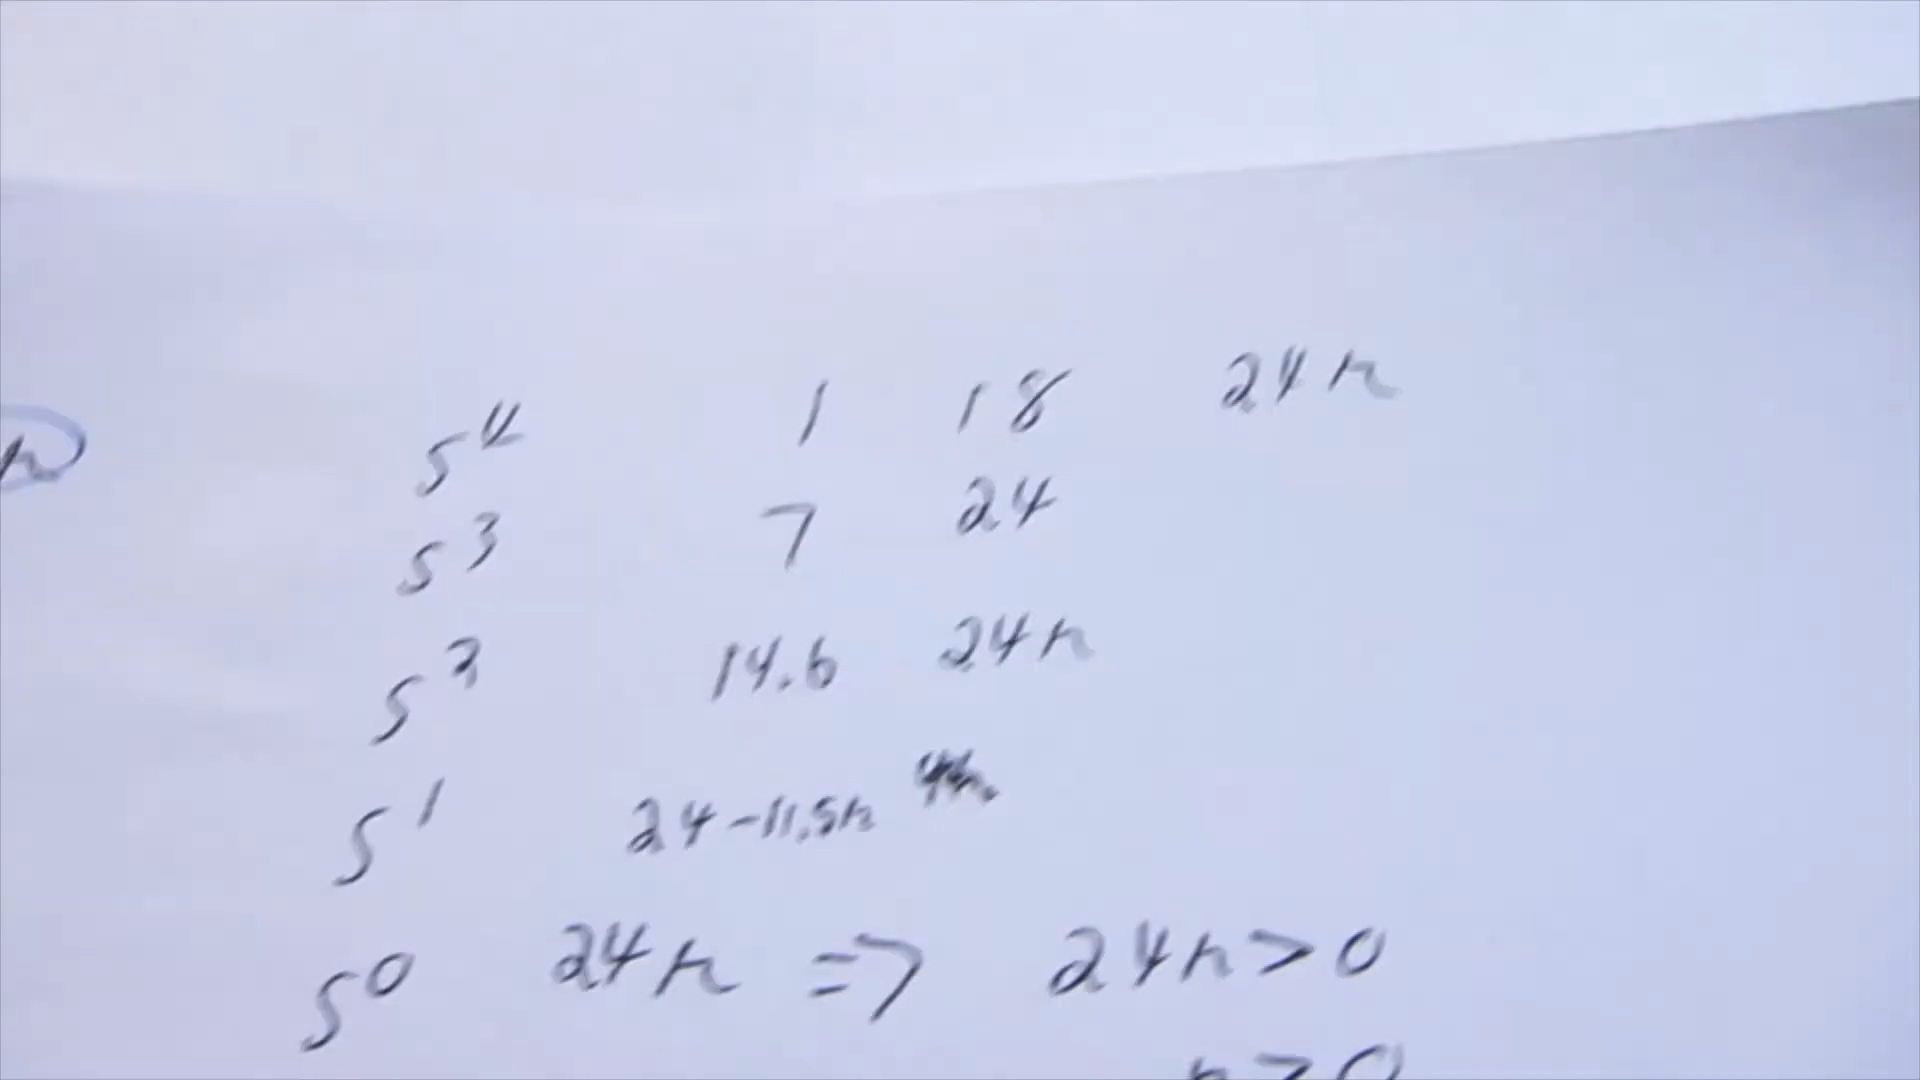 s⁴ 1 18 24k
s³ 7 24
s² 14.6 24k
s¹ 24-11.5k
s⁰ 24k => 24k>0
k>0